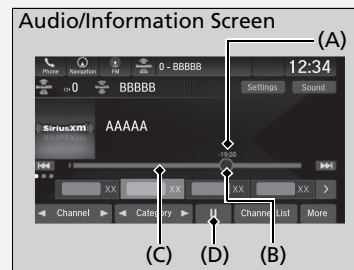 Audio/Information Screen
(A)
Phone Navigation FM 0 - BBBBB 12:34
CH 0 BBBBB Settings Sound
((SiriusXm)) AAAAA
-19:20
XX XX XX XX
Channel Category Channel List More
(C) (D) (B)